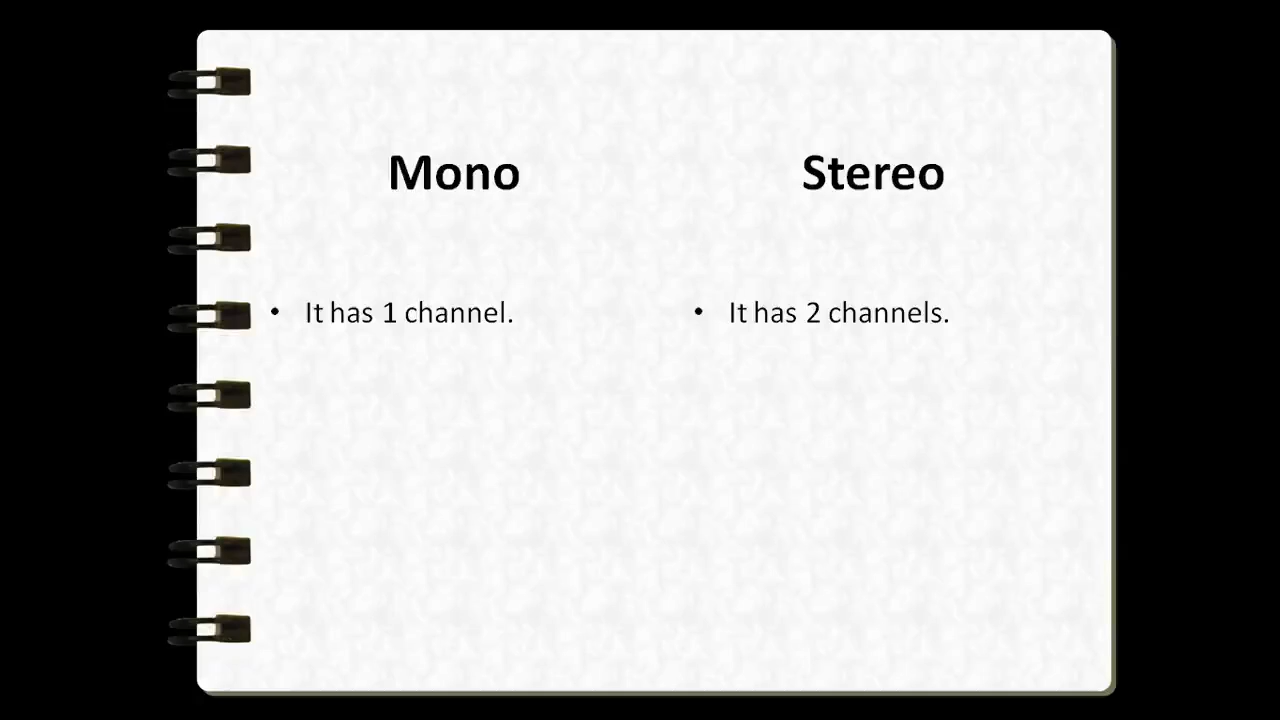 Mono
Stereo
• It has 1 channel.
• It has 2 channels.